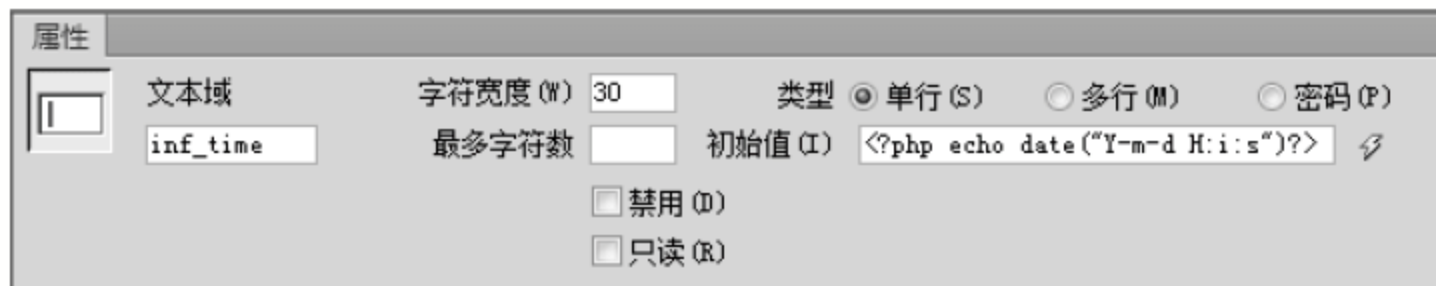 属性
文本域 字符宽度(W) 30 类型 单行(S) 多行(M) 密码(P)
inf_time 最多字符数 初始值(I) <?php echo date("Y-m-d H:i:s")?>
禁用(D)
只读(R)